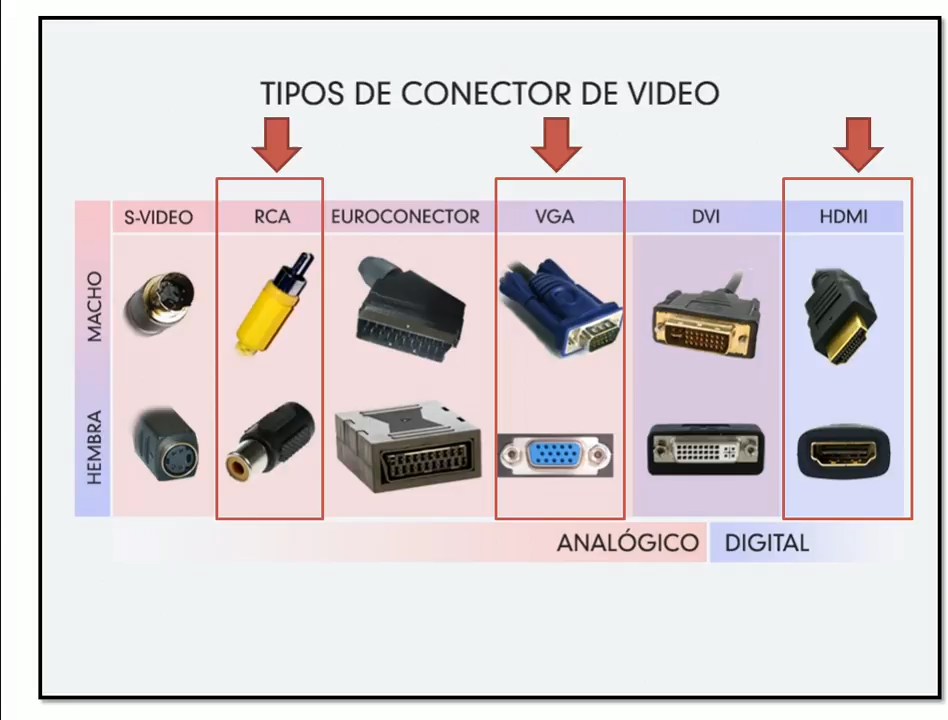 TIPOS DE CONECTOR DE VIDEO
S-VIDEO RCA EUROCONECTOR VGA DVI HDMI
MACHO
HEMBRA
ANALÓGICO DIGITAL